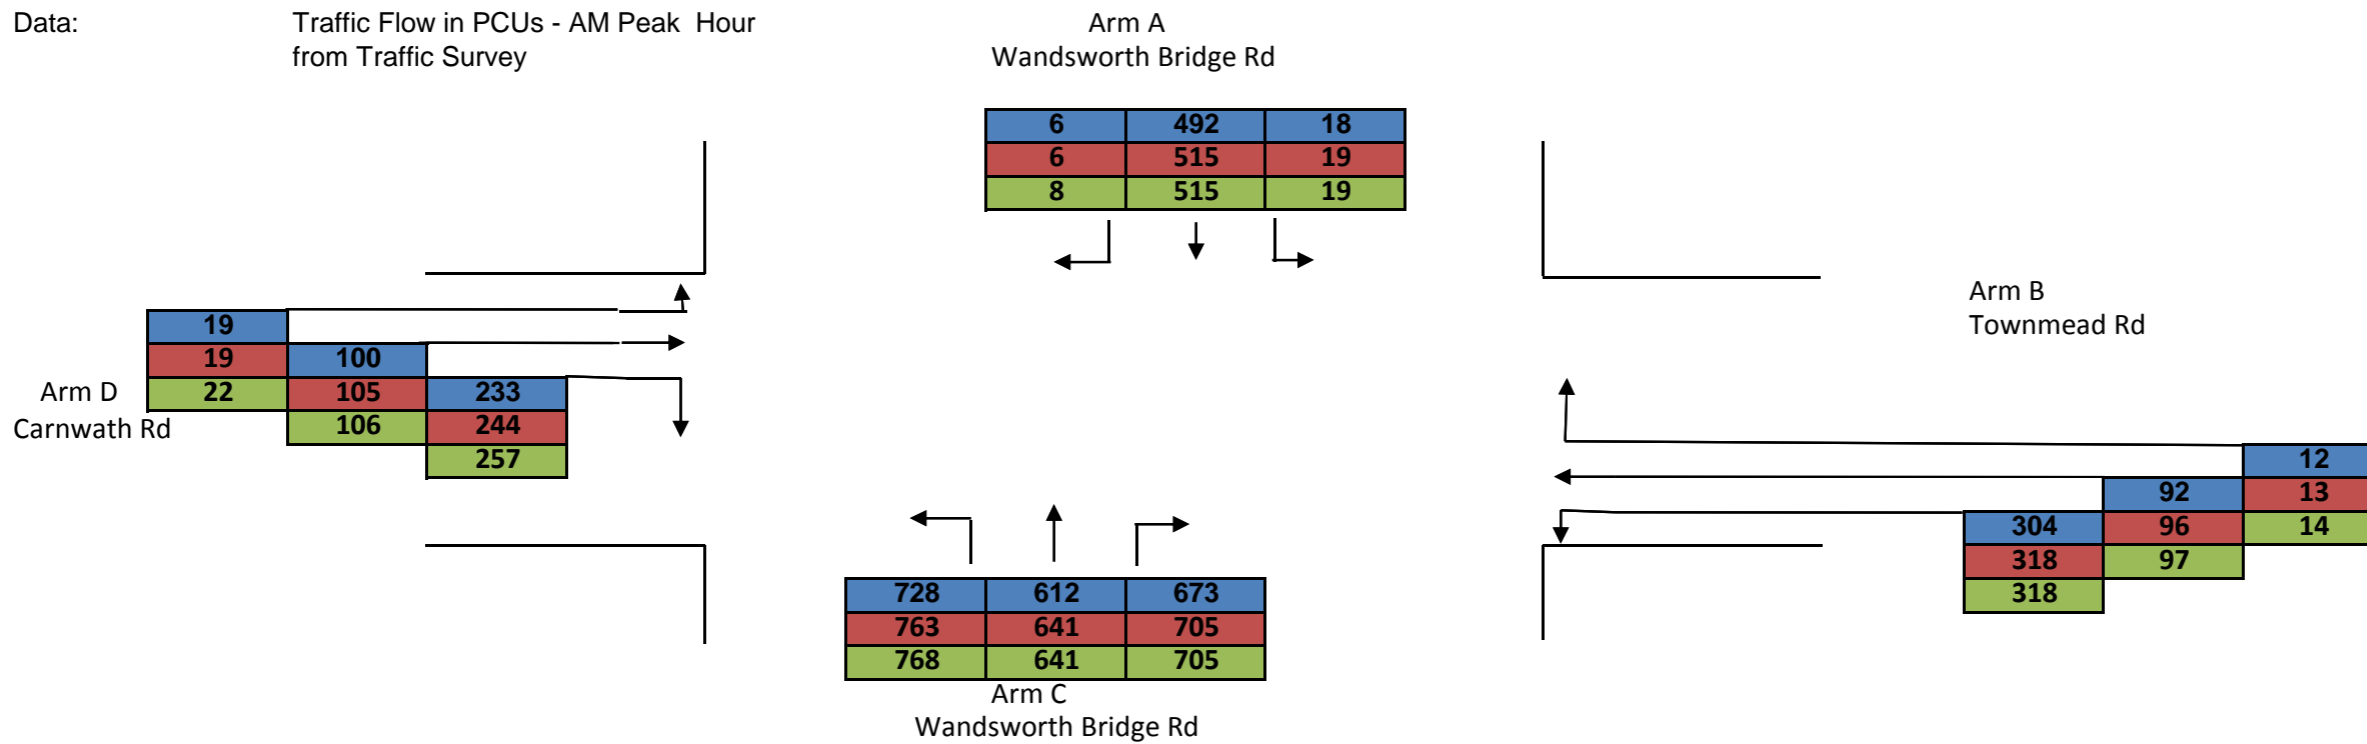 Data:
Traffic Flow in PCUs - AM Peak Hour
from Traffic Survey
Arm A
Wandsworth Bridge Rd
6 492 18
6 515 19
8 515 19
Arm B
Townmead Rd
19
19 100
22 105 233
106 244
257
Arm D
Carnwath Rd
12
92 13
304 96 14
318 97
318
728 612 673
763 641 705
768 641 705
Arm C
Wandsworth Bridge Rd